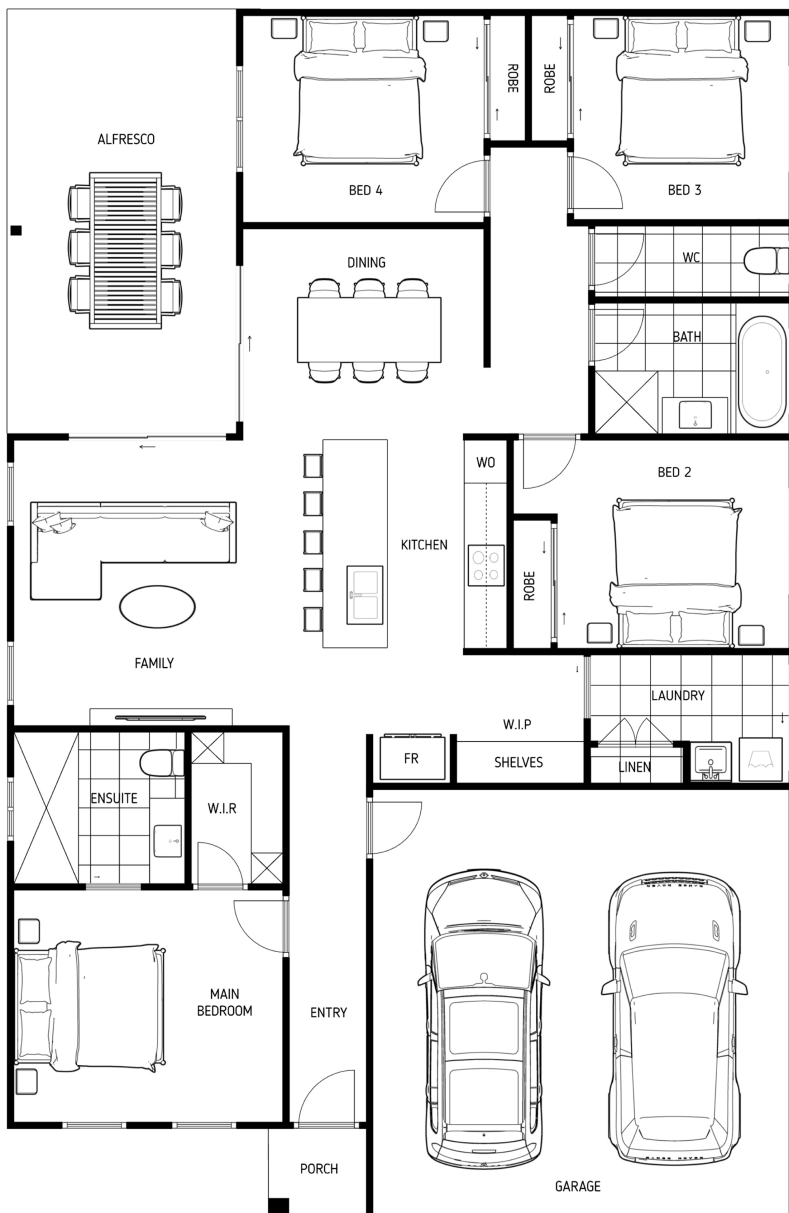 ROBE
ROBE
ALFRESCO
BED 4
BED 3
WC
DINING
BATH
WO
BED 2
KITCHEN
ROBE
FAMILY
LAUNDRY
W.I.P
FR
SHELVES
LINEN
ENSUITE
W.I.R
MAIN
BEDROOM
ENTRY
PORCH
GARAGE